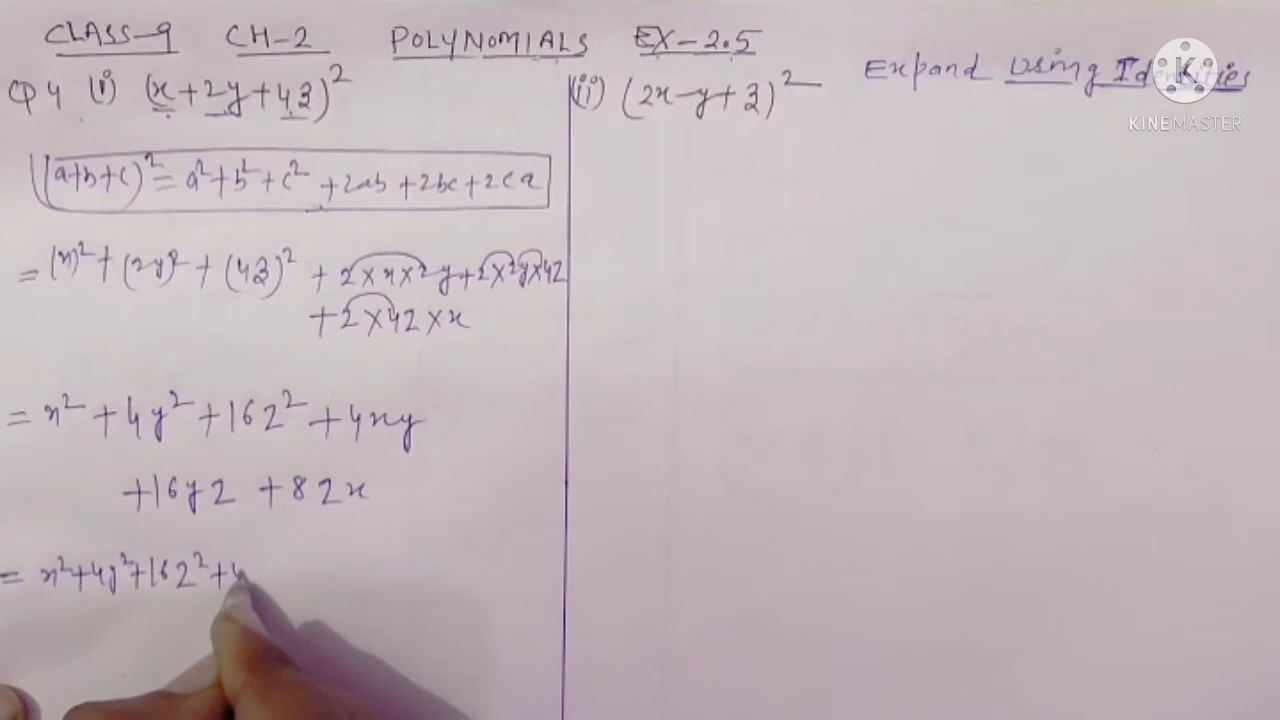 CLASS-9 CH-2 POLYNOMIALS EX-2.5
Q 4 (i) (x+2y+4z)²
(ii) (2x-y+z)²
Expand using Identities
K
KINEMASTER
(a+b+c)² = a²+b²+c²+2ab+2bc+2ca
= (x)²+(2y)²+(4z)²+2×x×2y+2×2y×4z
+2×4z×x
= x²+4y²+16z²+4xy
+16yz+8zx
= x²+4y²+16z²+4